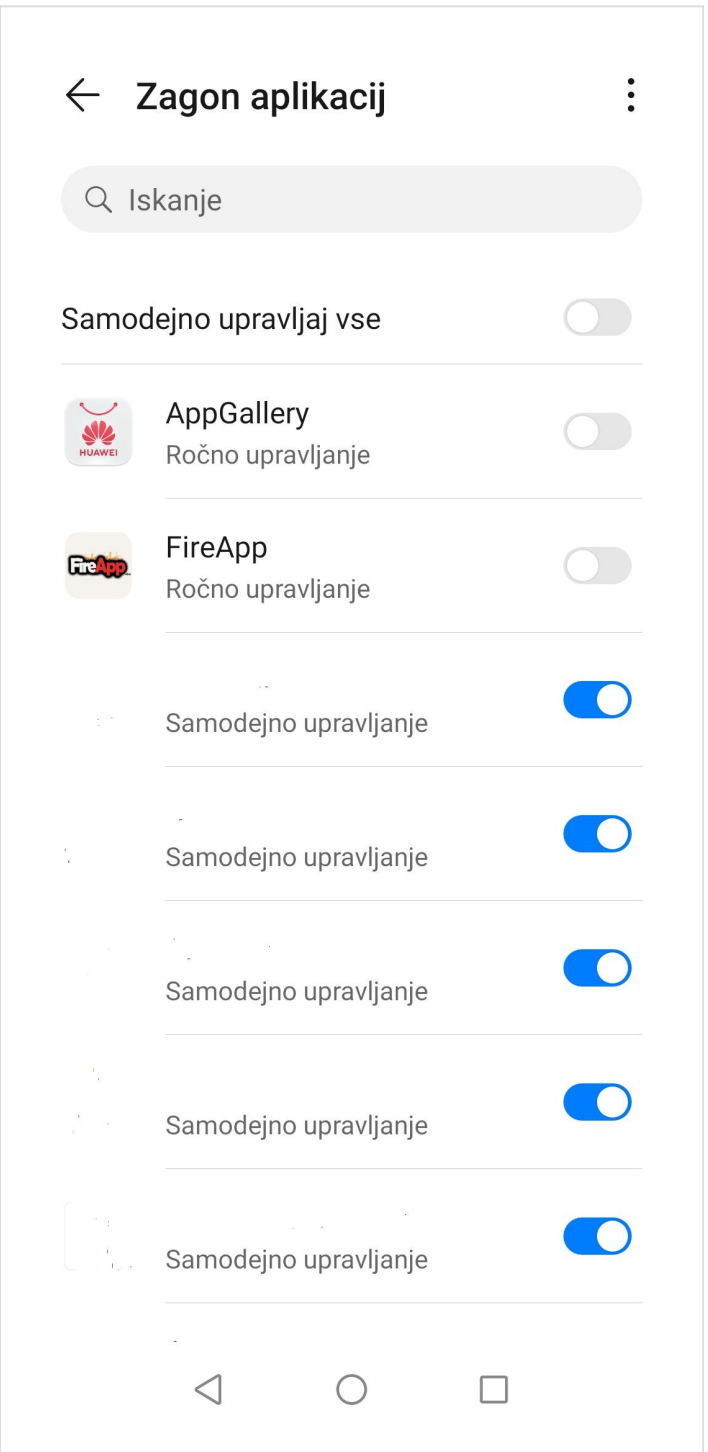 Zagon aplikacij
Iskanje
Samodejno upravljaj vse
AppGallery
HUAWEI
Ročno upravljanje
FireApp
FireApp
Ročno upravljanje
Samodejno upravljanje
Samodejno upravljanje
Samodejno upravljanje
Samodejno upravljanje
Samodejno upravljanje